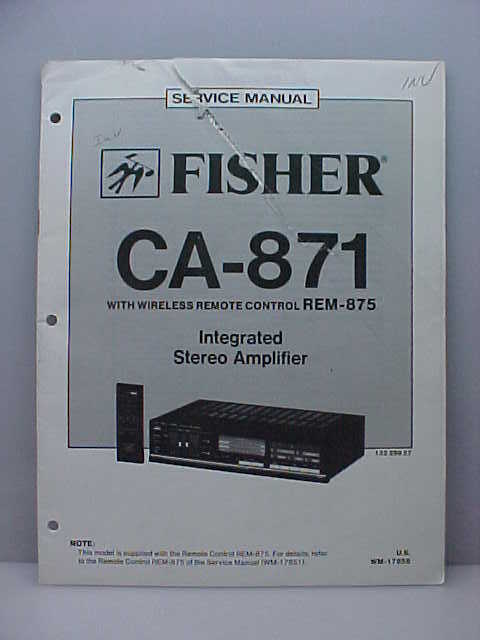 INV
SERVICE MANUAL
Inv
FISHER®
CA-871
WITH WIRELESS REMOTE CONTROL REM-875
Integrated
Stereo Amplifier
NOTE:
This model is supplied with the Remote Control REM-875. For details, refer
to the Remote Control REM-875 of the Service Manual (WM-17851).
U.S.